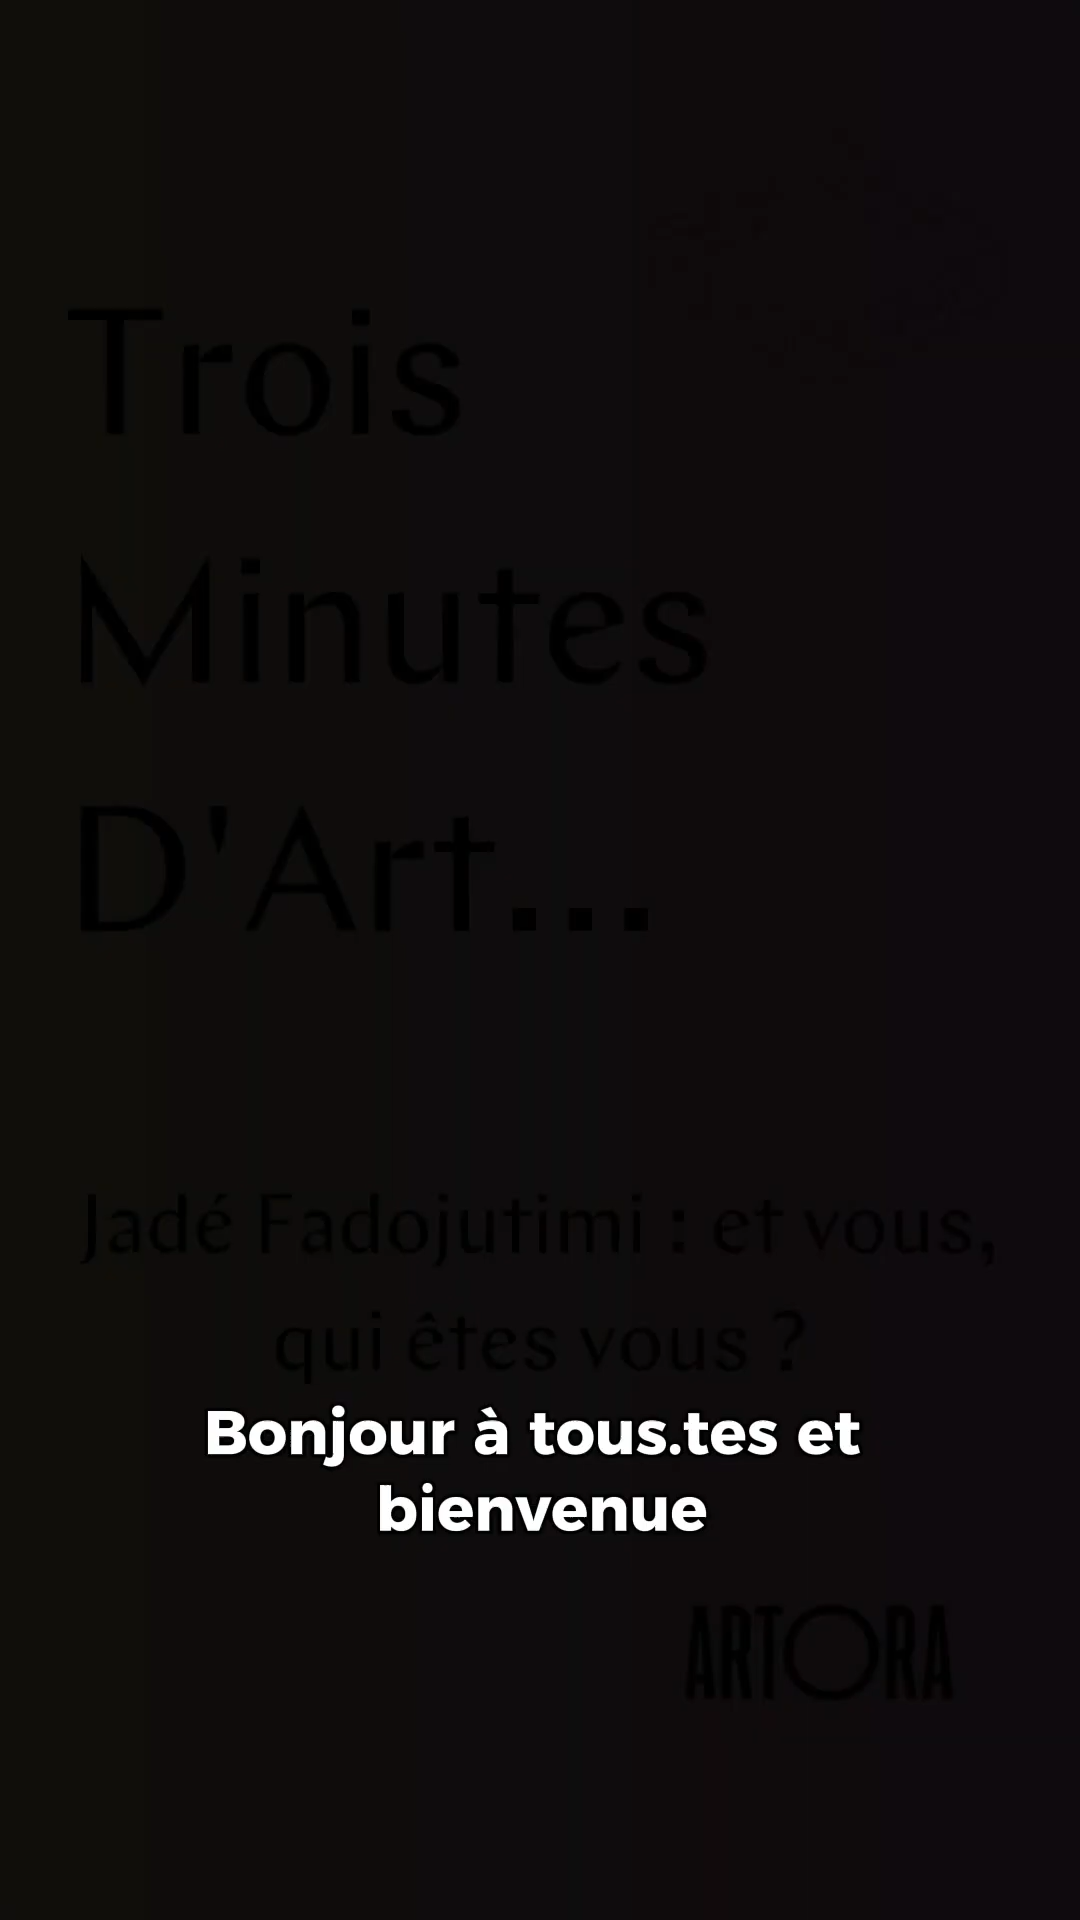 Trois
Minutes
D'Art...
Jadé Fadojutimi : et vous,
qui êtes vous ?
Bonjour à tous.tes et
bienvenue
ARTORA